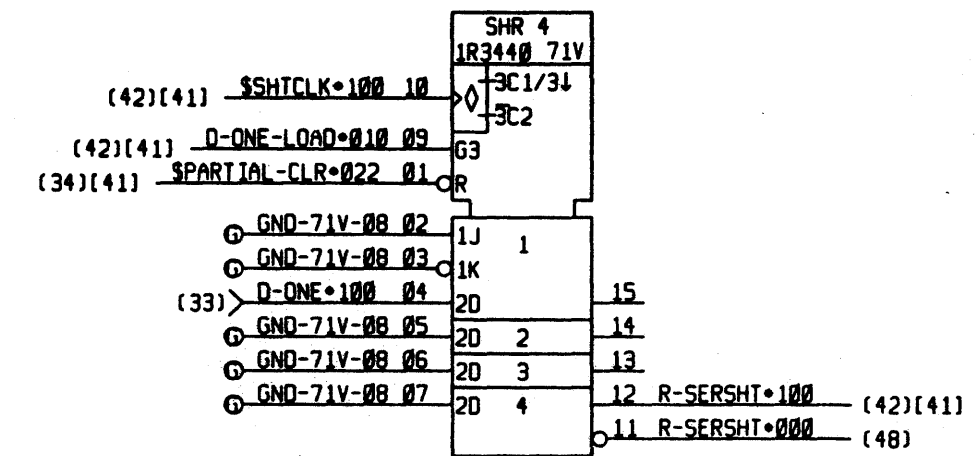 SHR 4
1R3440 71V
(42)[41] $SHTCLK•100 10 3C1/3↓
3C2
(42)[41] D-ONE-LOAD•010 09 G3
(34)[41] $PARTIAL-CLR•022 01 R
G GND-71V-08 02 1J 1
G GND-71V-08 03 1K
(33) D-ONE•100 04 2D 15
G GND-71V-08 05 2D 2 14
G GND-71V-08 06 2D 3 13
G GND-71V-08 07 2D 4 12 R-SERSHT•100 (42)[41]
11 R-SERSHT•000 (48)